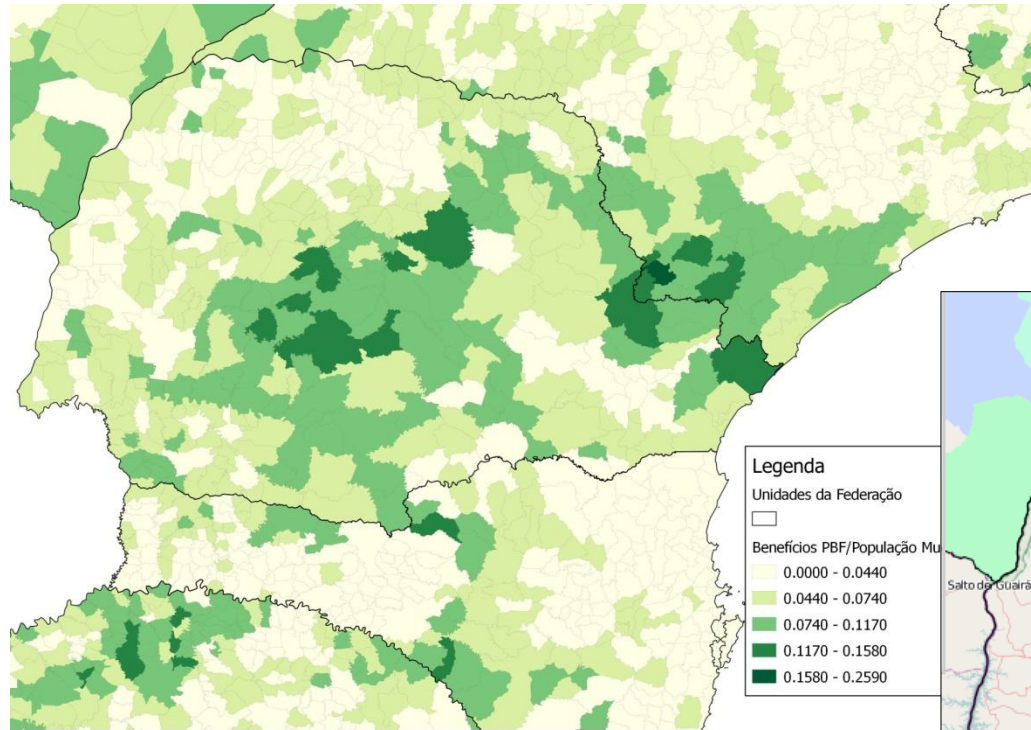 Legenda
Unidades da Federação
Benefícios PBF/População Mu
0.0000 - 0.0440
0.0440 - 0.0740
0.0740 - 0.1170
0.1170 - 0.1580
0.1580 - 0.2590
Salto del Guairá